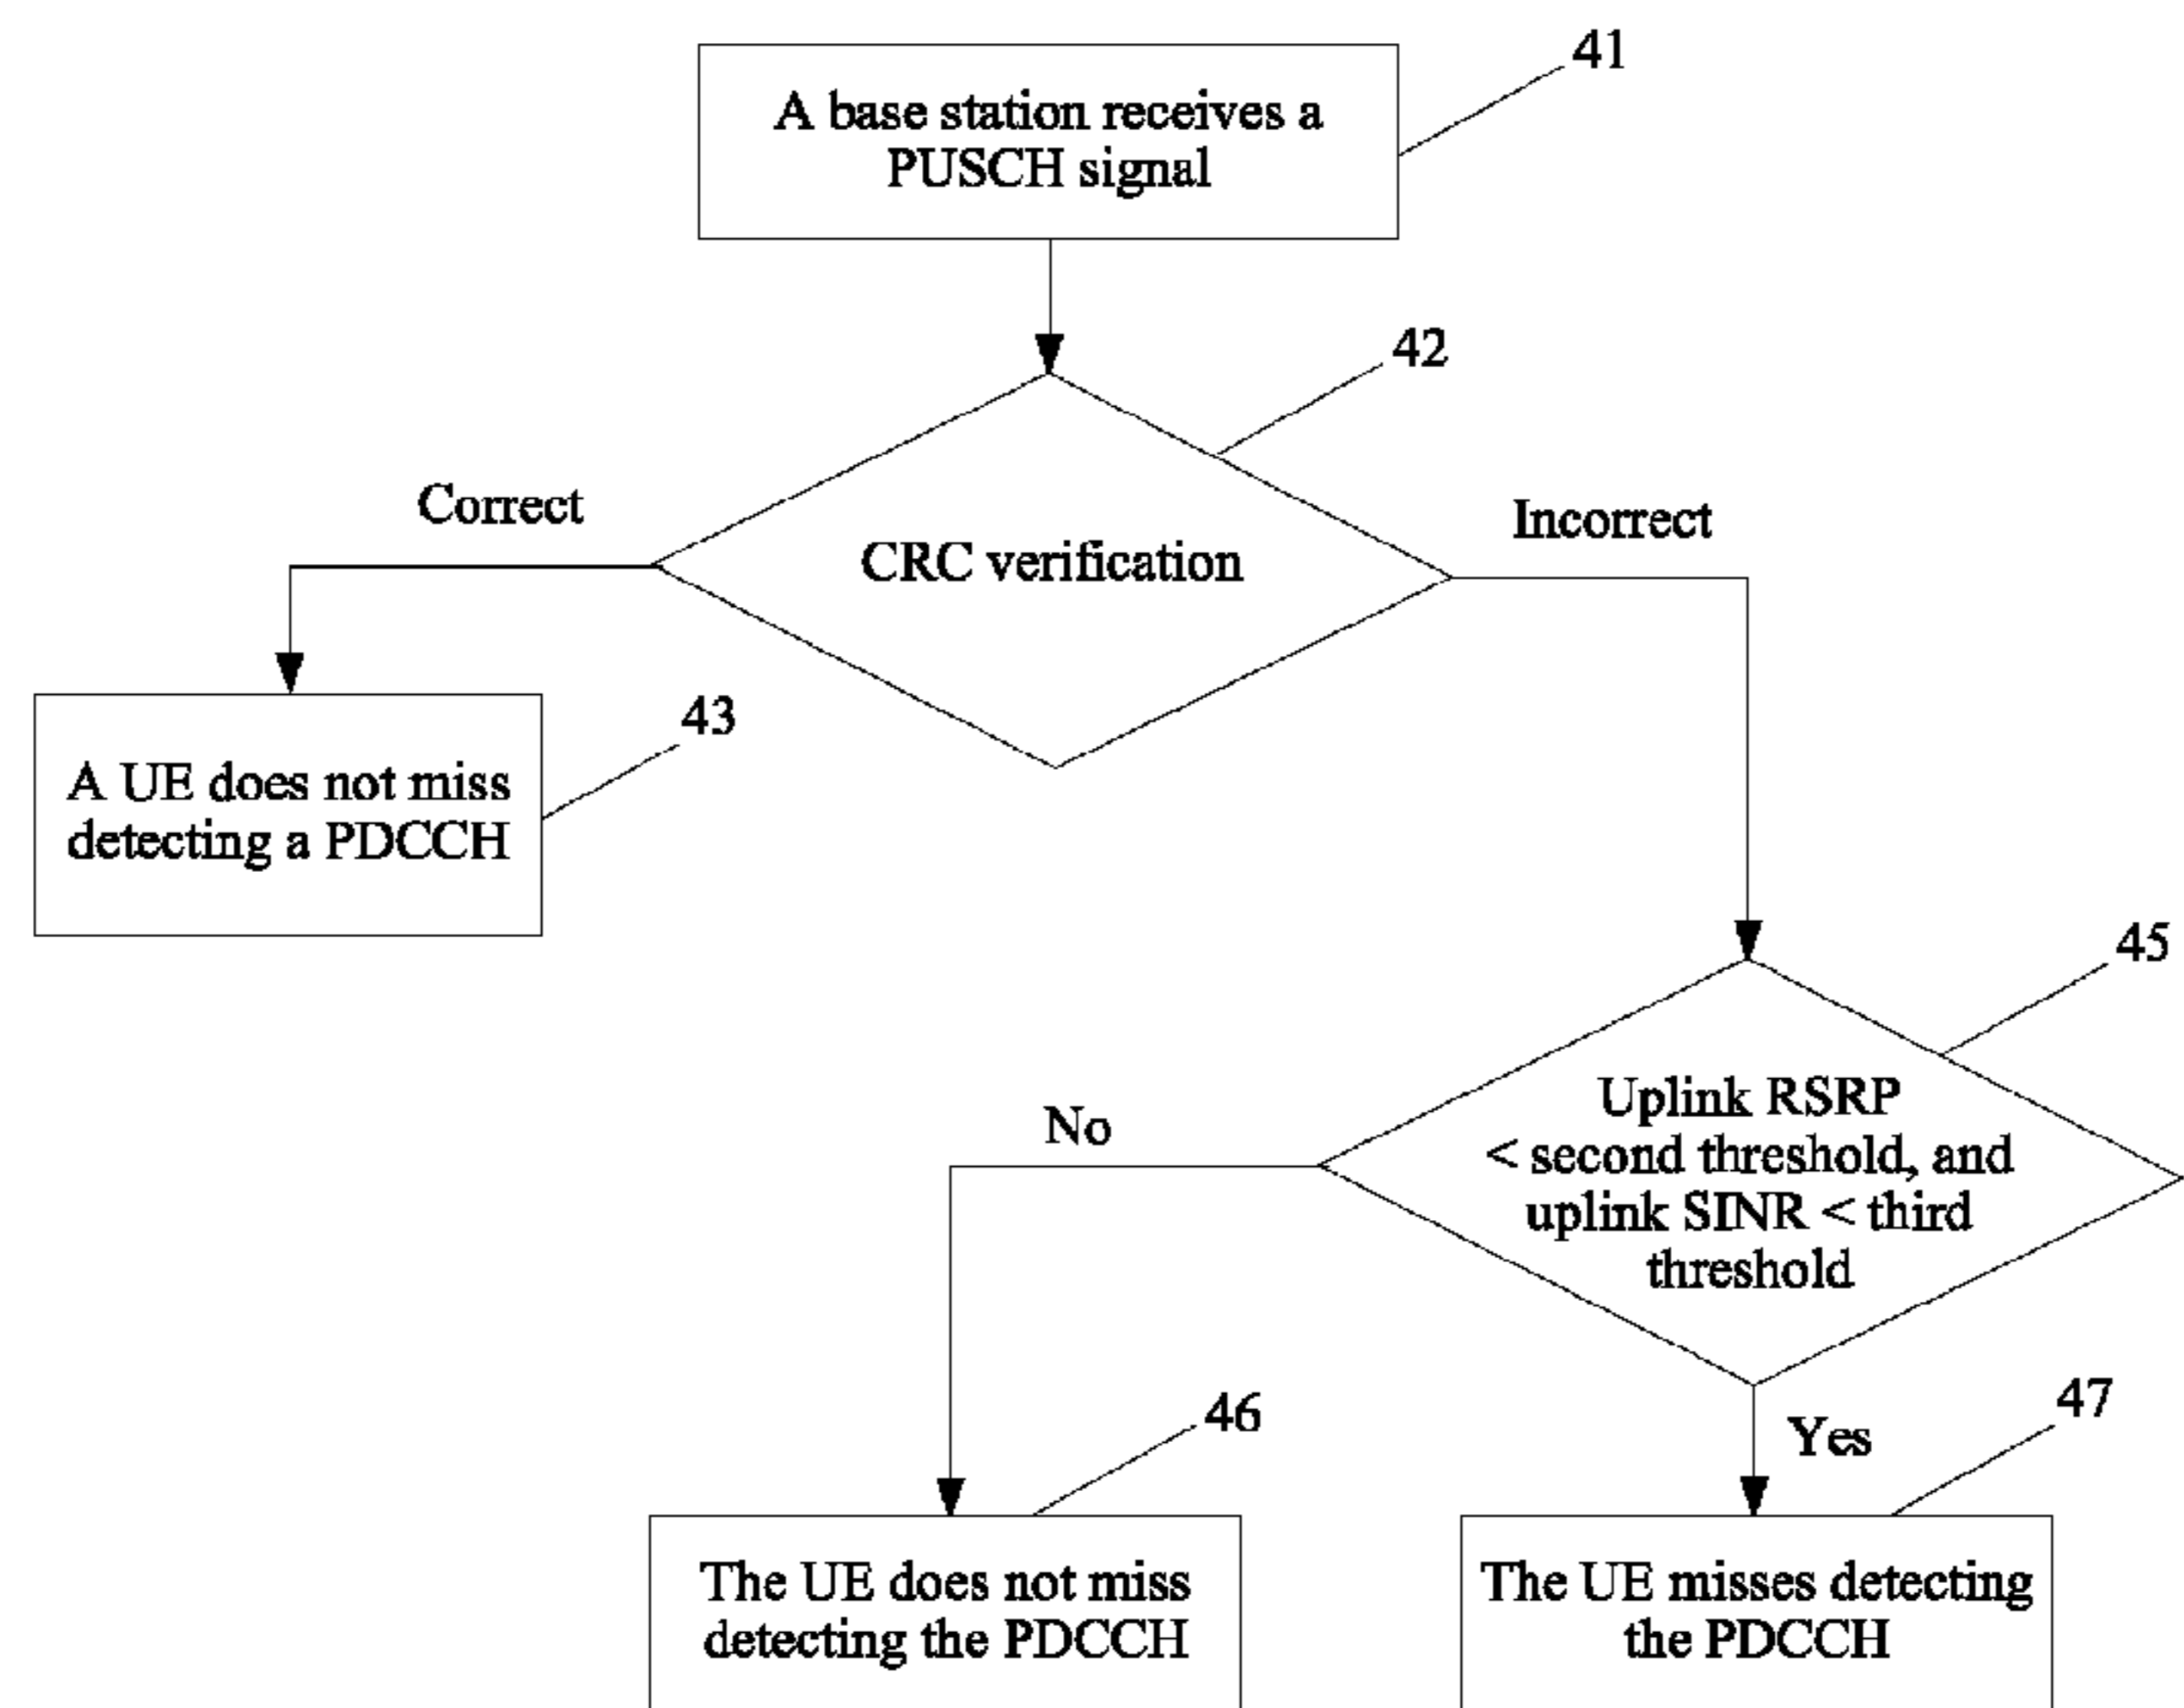 41
A base station receives a
PUSCH signal
42
Correct
Incorrect
CRC verification
43
A UE does not miss
detecting a PDCCH
45
Uplink RSRP
< second threshold, and
uplink SINR < third
threshold
No
Yes
46
47
The UE does not miss
detecting the PDCCH
The UE misses detecting
the PDCCH